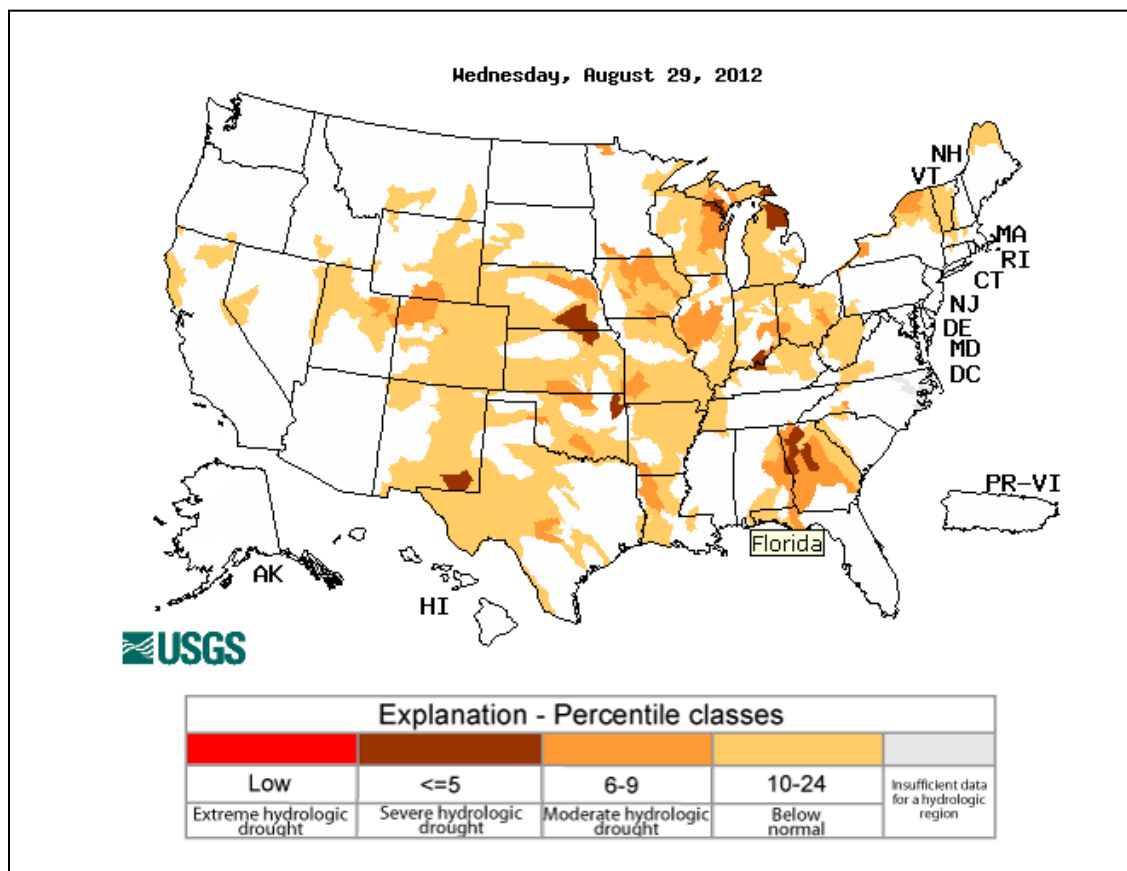 Wednesday, August 29, 2012
NH
VT
MA
RI
CT
NJ
DE
MD
DC
PR-VI
Florida
AK
HI
USGS
Explanation - Percentile classes
Low
<=5
6-9
10-24
Insufficient data
for a hydrologic
region
Extreme hydrologic
drought
Severe hydrologic
drought
Moderate hydrologic
drought
Below
normal